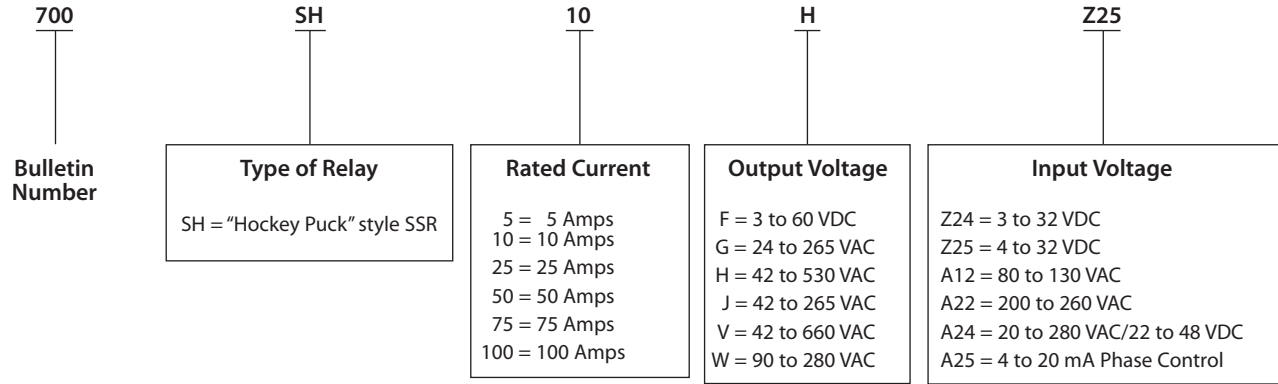 700 SH 10 H Z25
Bulletin
Number
Type of Relay
SH = "Hockey Puck" style SSR
Rated Current
5 = 5 Amps
10 = 10 Amps
25 = 25 Amps
50 = 50 Amps
75 = 75 Amps
100 = 100 Amps
Output Voltage
F = 3 to 60 VDC
G = 24 to 265 VAC
H = 42 to 530 VAC
J = 42 to 265 VAC
V = 42 to 660 VAC
W = 90 to 280 VAC
Input Voltage
Z24 = 3 to 32 VDC
Z25 = 4 to 32 VDC
A12 = 80 to 130 VAC
A22 = 200 to 260 VAC
A24 = 20 to 280 VAC/22 to 48 VDC
A25 = 4 to 20 mA Phase Control